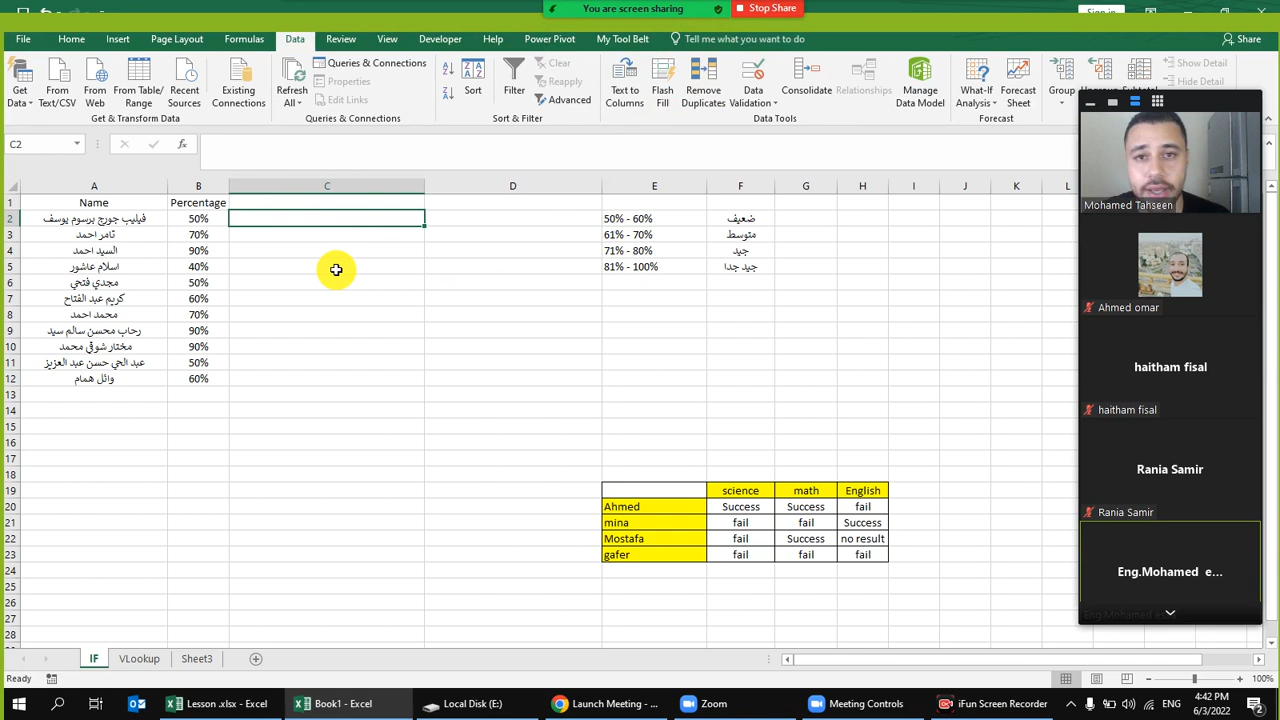 You are screen sharing
Stop Share
Sign in
File Home Insert Page Layout Formulas Data Review View Developer Help Power Pivot My Tool Belt Tell me what you want to do Share
Get Data
From Text/CSV
From Web
From Table/ Range
Recent Sources
Existing Connections
Get & Transform Data
Refresh All
Queries & Connections
Properties
Edit Links
Queries & Connections
Sort
Filter
Clear
Reapply
Advanced
Sort & Filter
Text to Columns
Flash Fill
Remove Duplicates
Data Validation
Consolidate
Relationships
Manage Data Model
Data Tools
What-If Analysis
Forecast Sheet
Forecast
Group
Ungroup
Subtotal
Show Detail
Hide Detail
C2
fx
A B C D E F G H I J K L
1 Name Percentage
2 فيليب جورج برسوم يوسف 50% 50% - 60% ضعيف
3 تامر احمد 70% 61% - 70% متوسط
4 السيد احمد 90% 71% - 80% جيد
5 اسلام عاشور 40% 81% - 100% جيد جدا
6 مجدي فتحي 50%
7 كريم عبد الفتاح 60%
8 محمد احمد 70%
9 رحاب محسن سالم سيد 90%
10 مختار شوقي محمد 90%
11 عبد الحي حسن عبد العزيز 50%
12 وائل همام 60%
13
14
15
16
17
18
19 science math English
20 Ahmed Success Success fail
21 mina fail fail Success
22 Mostafa fail Success no result
23 gafer fail fail fail
24
25
26
27
28
IF VLookup Sheet3
Ready
100%
Mohamed Tahseen
Ahmed omar
haitham fisal
haitham fisal
Rania Samir
Rania Samir
Eng.Mohamed e...
Lesson .xlsx - Excel
Book1 - Excel
Local Disk (E:)
Launch Meeting - ...
Zoom
Meeting Controls
iFun Screen Recorder
ENG
4:42 PM
6/3/2022
2